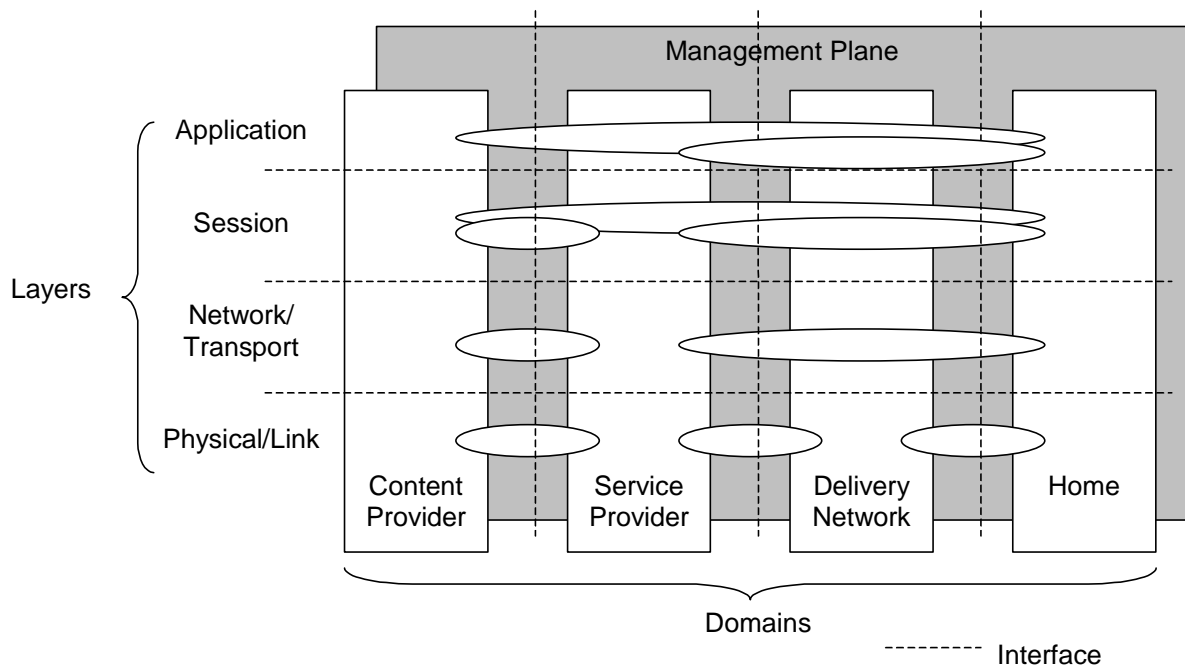 Management Plane
Application
Session
Layers
Network/
Transport
Physical/Link
Content
Provider
Service
Provider
Delivery
Network
Home
Domains
Interface